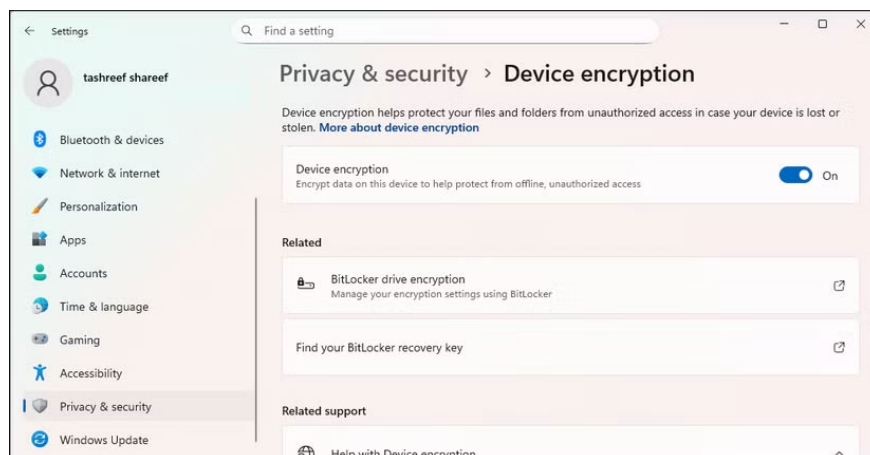 Settings
Find a setting
tashreef shareef
Bluetooth & devices
Network & internet
Personalization
Apps
Accounts
Time & language
Gaming
Accessibility
Privacy & security
Windows Update
Privacy & security > Device encryption
Device encryption helps protect your files and folders from unauthorized access in case your device is lost or
stolen. More about device encryption
Device encryption
Encrypt data on this device to help protect from offline, unauthorized access
On
Related
BitLocker drive encryption
Manage your encryption settings using BitLocker
Find your BitLocker recovery key
Related support
Help with Device encryption